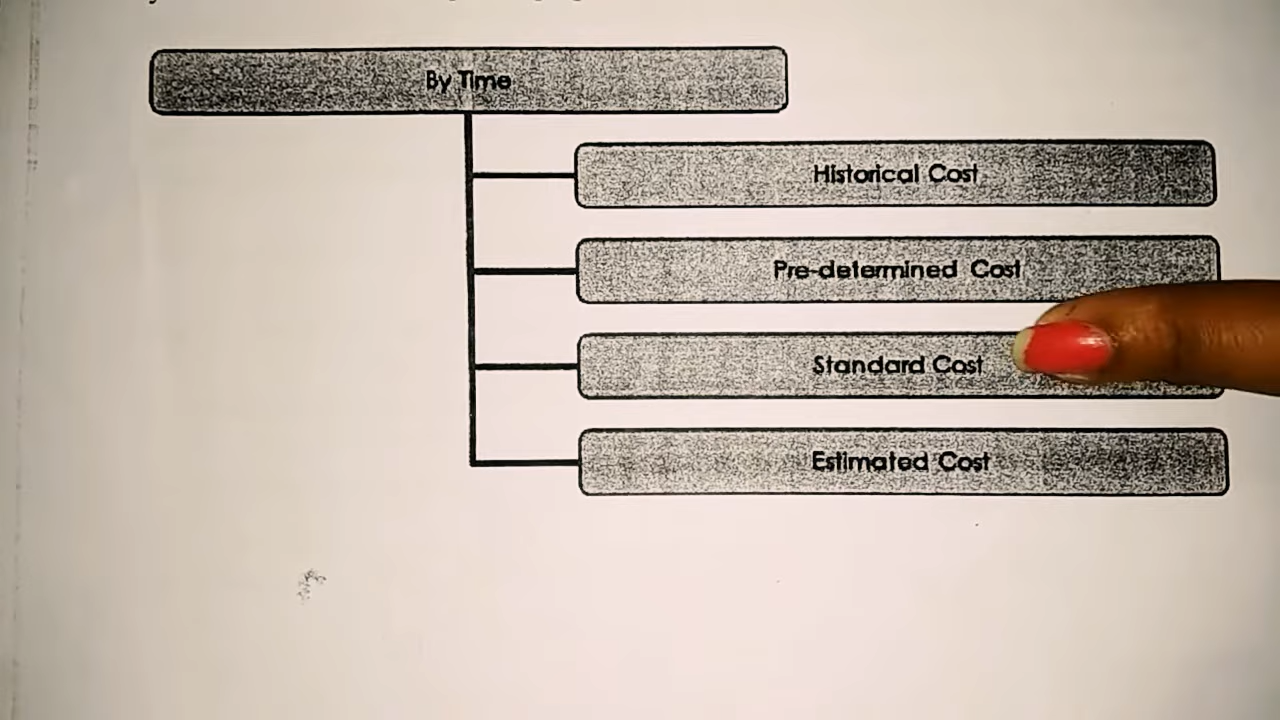 By Time
Historical Cost
Pre-determined Cost
Standard Cost
Estimated Cost